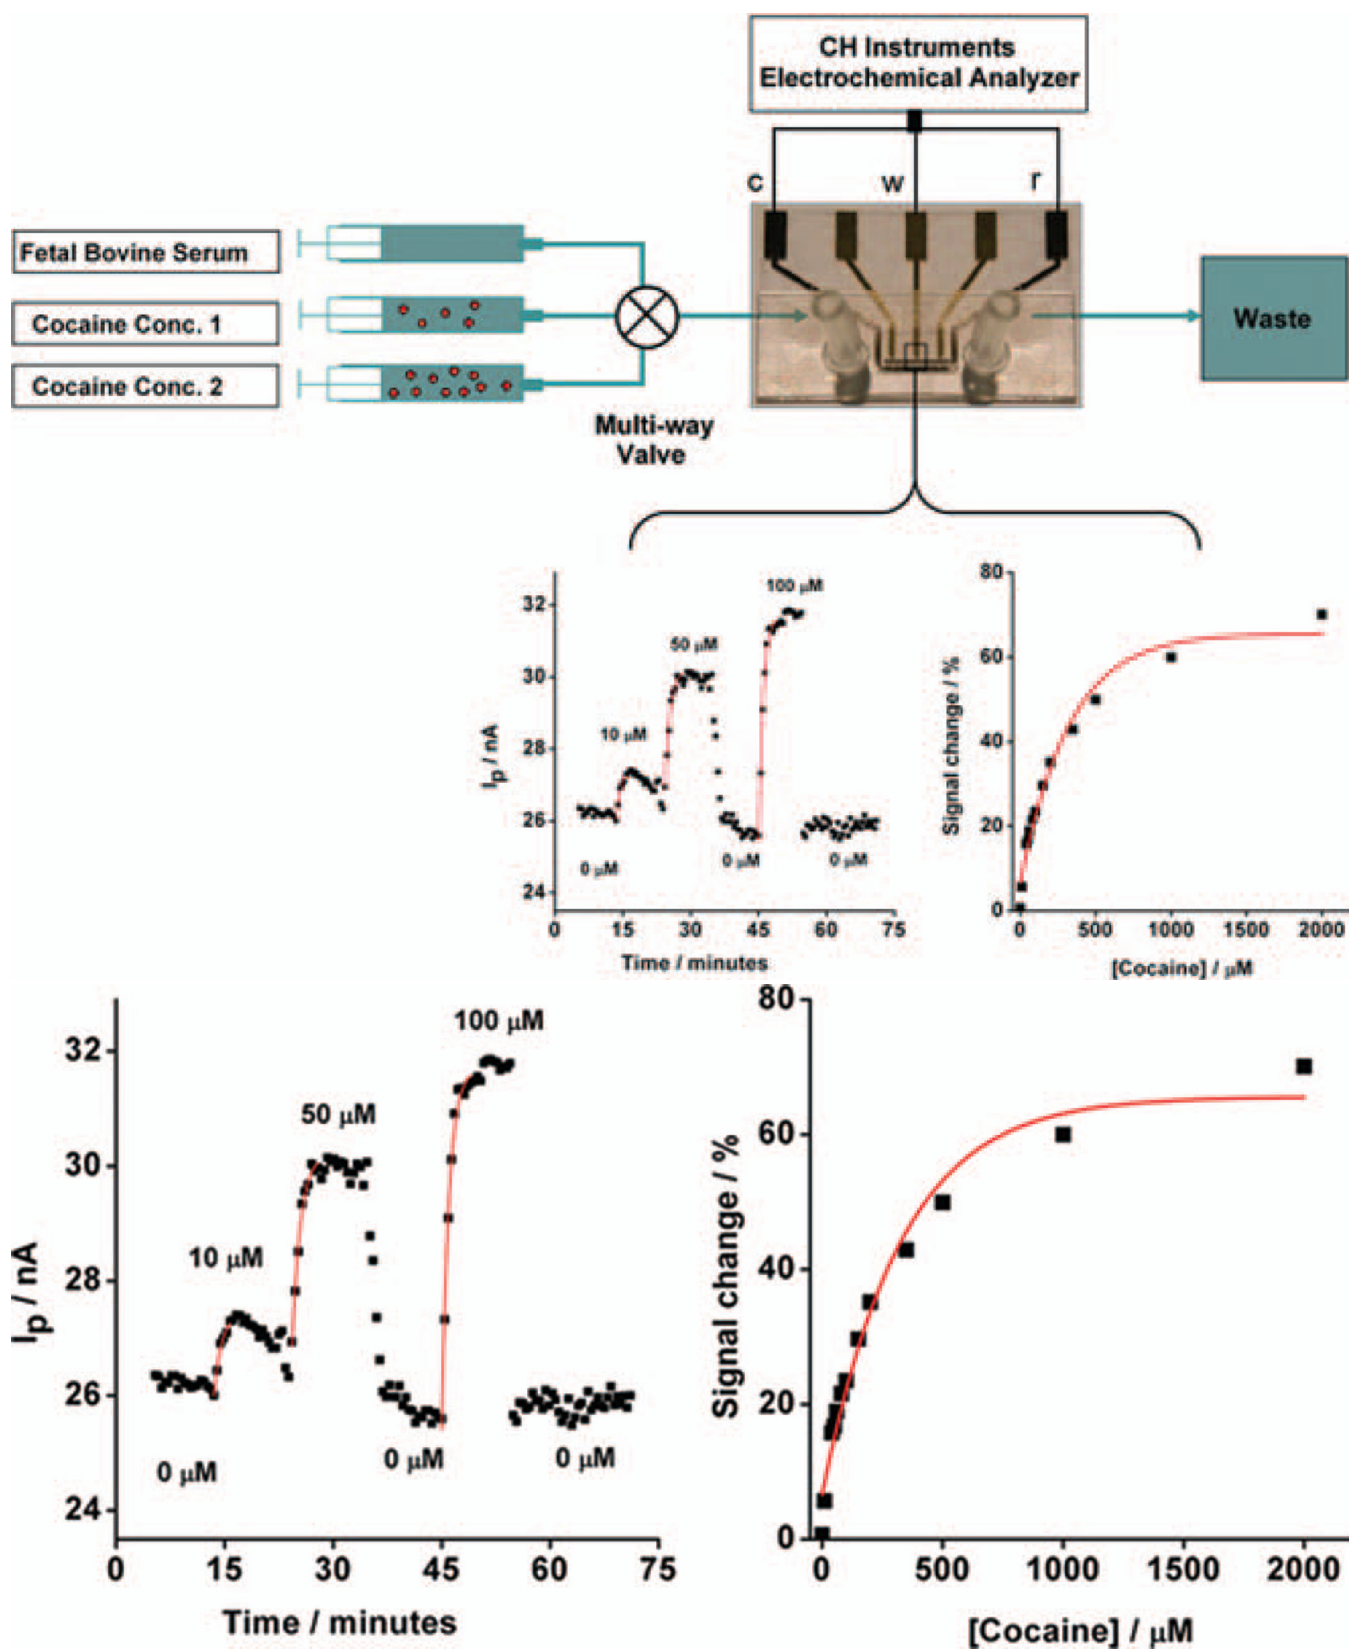 CH Instruments
Electrochemical Analyzer
c
w
r
Fetal Bovine Serum
Cocaine Conc. 1
Cocaine Conc. 2
Multi-way
Valve
Waste
32
30
28
26
24
Ip / nA
0 μM
10 μM
50 μM
0 μM
100 μM
0 μM
0
15
30
45
60
75
Time / minutes
80
60
40
20
0
Signal change / %
0
500
1000
1500
2000
[Cocaine] / μM
32
30
28
26
24
Ip / nA
0 μM
10 μM
50 μM
0 μM
100 μM
0 μM
0
15
30
45
60
75
Time / minutes
80
60
40
20
0
Signal change / %
0
500
1000
1500
2000
[Cocaine] / μM